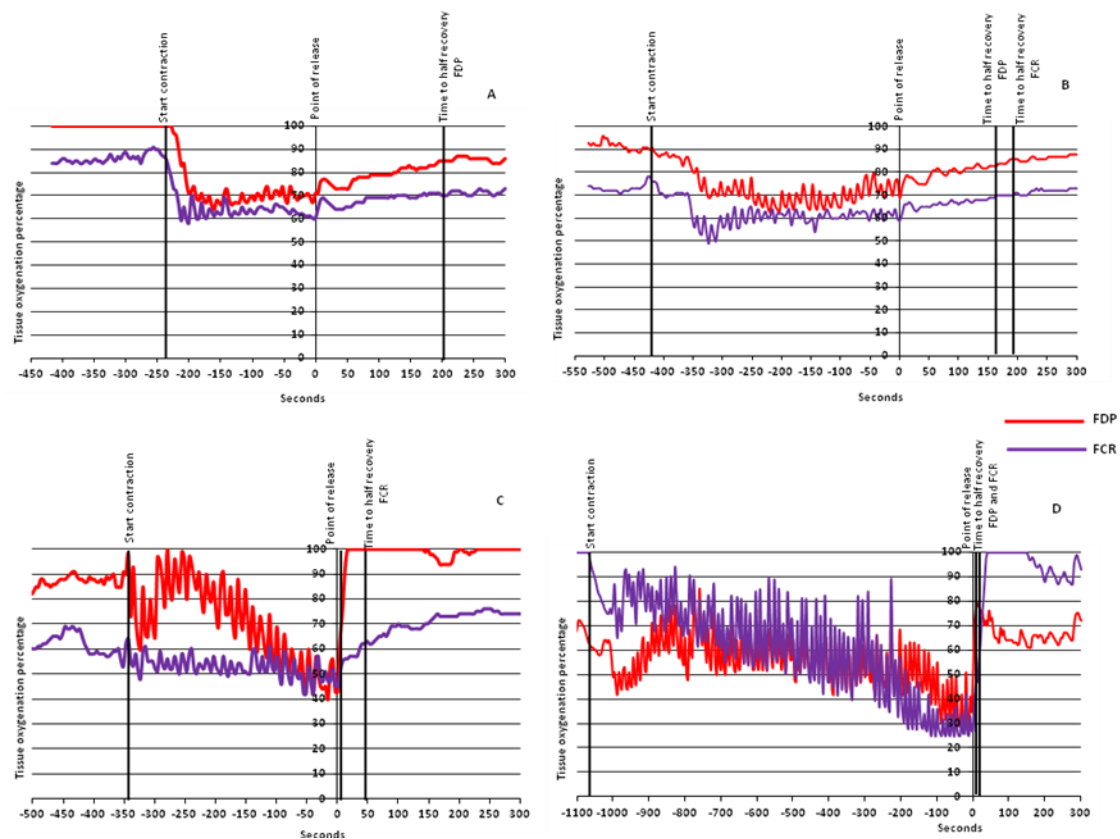 Start contraction
Point of release
Time to half recovery
FDP
A
Tissue oxygenation percentage
100
90
80
70
60
50
40
30
20
10
0
-450 -400 -350 -300 -250 -200 -150 -100 -50 0 50 100 150 200 250 300
Seconds
Start contraction
Point of release
Time to half recovery
FDP
Time to half recovery
FCR
B
Tissue oxygenation percentage
100
90
80
70
60
50
40
30
20
10
0
-550 -500 -450 -400 -350 -300 -250 -200 -150 -100 -50 0 50 100 150 200 250 300
Seconds
FDP
FCR
Start contraction
Point of release
Time to half recovery
FCR
C
Tissue oxygenation percentage
100
90
80
70
60
50
40
30
20
10
0
-500 -450 -400 -350 -300 -250 -200 -150 -100 -50 0 50 100 150 200 250 300
Seconds
Start contraction
Point of release
Time to half recovery
FDP and FCR
D
Tissue oxygenation percentage
100
90
80
70
60
50
40
30
20
10
0
-1100 -1000 -900 -800 -700 -600 -500 -400 -300 -200 -100 0 100 200 300
Seconds